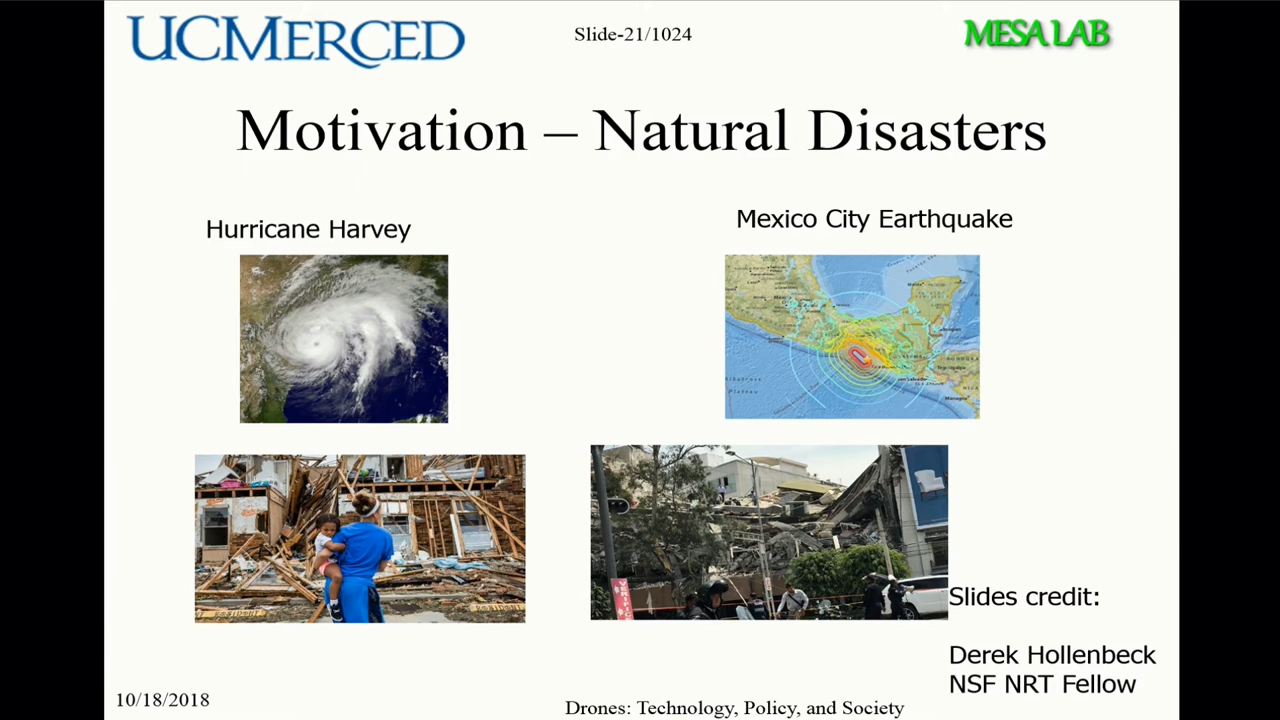 UCMERCED
Slide-21/1024
MESA LAB
Motivation – Natural Disasters
Hurricane Harvey
Mexico City Earthquake
Slides credit:
Derek Hollenbeck
NSF NRT Fellow
10/18/2018
Drones: Technology, Policy, and Society